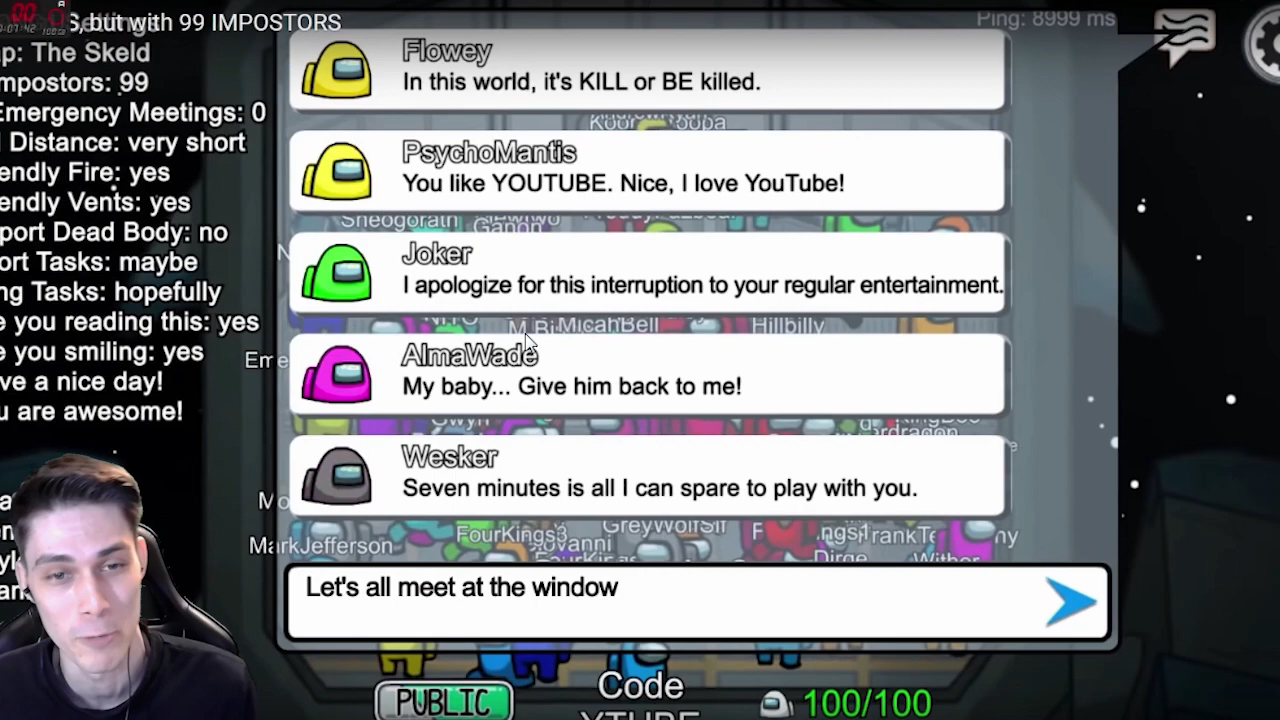 S, but with 99 IMPOSTORS
Ping: 8999 ms
p: The Skeld
mpostors: 99
Emergency Meetings: 0
l Distance: very short
endly Fire: yes
endly Vents: yes
port Dead Body: no
ort Tasks: maybe
ng Tasks: hopefully
e you reading this: yes
e you smiling: yes
ve a nice day!
u are awesome!
Flowey
In this world, it's KILL or BE killed.
PsychoMantis
You like YOUTUBE. Nice, I love YouTube!
Sheogorath
Ganon
Joker
I apologize for this interruption to your regular entertainment.
MicahBell
Hillbilly
AlmaWade
My baby... Give him back to me!
Wesker
Seven minutes is all I can spare to play with you.
MarkJefferson
FourKings3
GreyWolfSif
Dirge
Let's all meet at the window
PUBLIC
Code
100/100